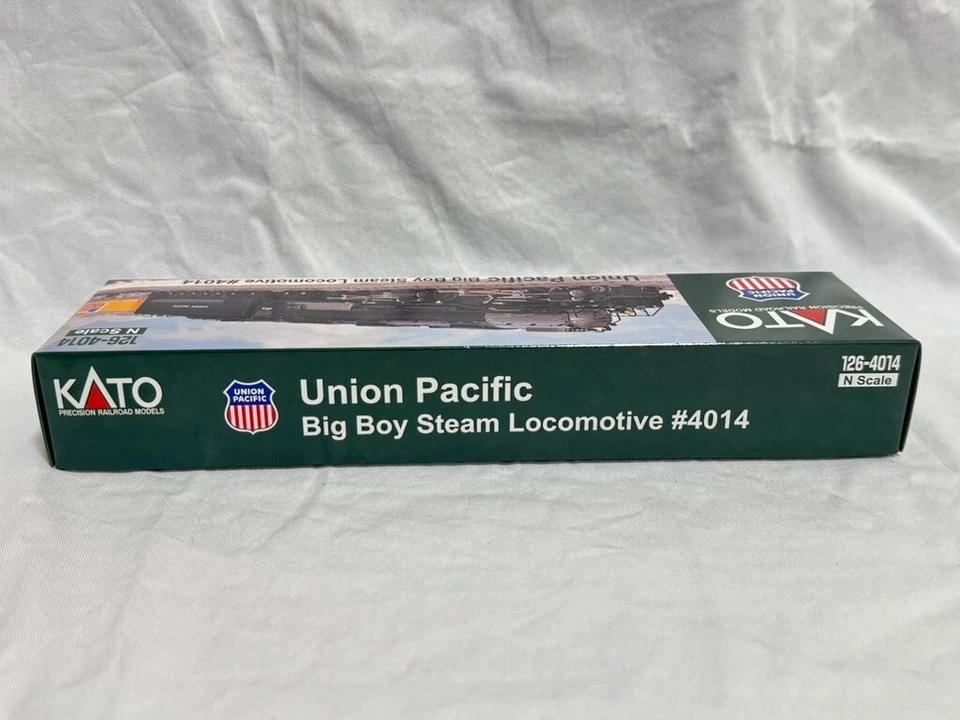 Union Pacific Big Boy Steam Locomotive #4014
126-4014
N Scale
UNION PACIFIC
KATO
PRECISION RAILROAD MODELS
KATO
PRECISION RAILROAD MODELS
UNION
PACIFIC
Union Pacific
Big Boy Steam Locomotive #4014
126-4014
N Scale